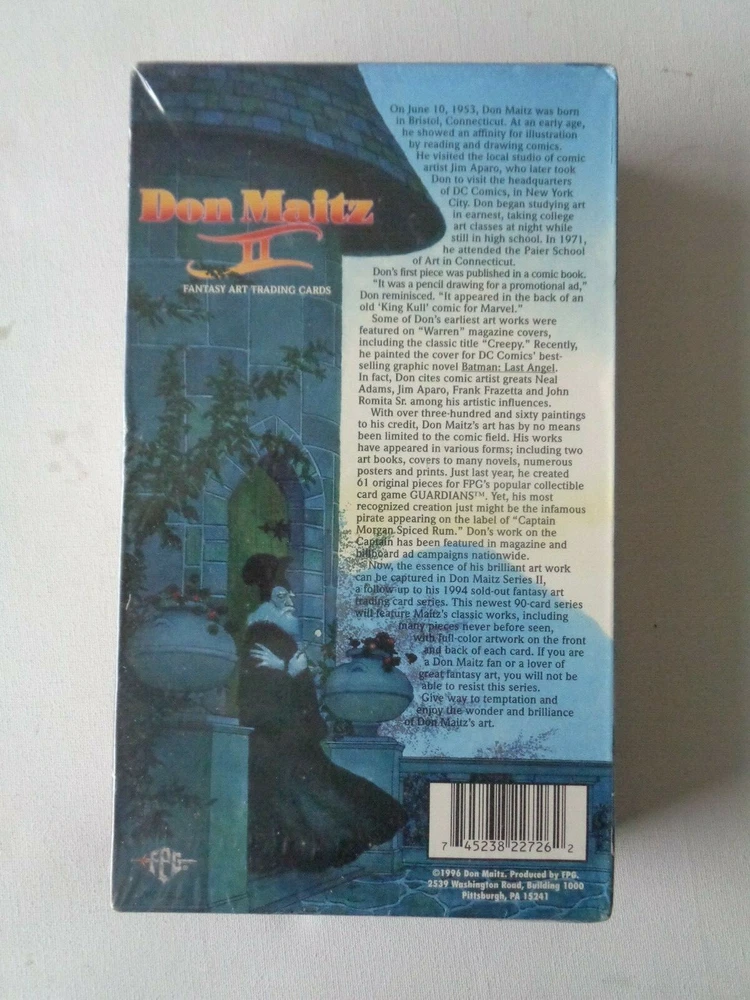 Don Maitz
II
FANTASY ART TRADING CARDS
On June 10, 1953, Don Maitz was born
in Bristol, Connecticut. At an early age,
he showed an affinity for illustration
by reading and drawing comics.
He visited the local studio of comic
artist Jim Aparo, who later took
Don to visit the headquarters
of DC Comics, in New York
City. Don began studying art
in earnest, taking college
art classes at night while
still in high school. In 1971,
he attended the Paier School
of Art in Connecticut.
Don's first piece was published in a comic book.
"It was a pencil drawing for a promotional ad,"
Don reminisced. "It appeared in the back of an
old 'King Kull' comic for Marvel."
Some of Don's earliest art works were
featured on "Warren" magazine covers,
including the classic title "Creepy." Recently,
he painted the cover for DC Comics' best-
selling graphic novel Batman: Last Angel.
In fact, Don cites comic artist greats Neal
Adams, Jim Aparo, Frank Frazetta and John
Romita Sr. among his artistic influences.
With over three-hundred and sixty paintings
to his credit, Don Maitz's art has by no means
been limited to the comic field. His works
have appeared in various forms; including two
art books, covers to many novels, numerous
posters and prints. Just last year, he created
61 original pieces for FPG's popular collectible
card game GUARDIANS™. Yet, his most
recognized creation just might be the infamous
pirate appearing on the label of "Captain
Morgan Spiced Rum." Don's work on the
Captain has been featured in magazine and
billboard ad campaigns nationwide.
Now, the essence of his brilliant art work
can be captured in Don Maitz Series II,
a follow-up to his 1994 sold-out fantasy art
trading card series. This newest 90-card series
will feature Maitz's classic works, including
many pieces never before seen,
with full-color artwork on the front
and back of each card. If you are
a Don Maitz fan or a lover of
great fantasy art, you will not be
able to resist this series.
Give way to temptation and
enjoy the wonder and brilliance
of Don Maitz's art.
FPG
7 45238 22726 2
©1996 Don Maitz. Produced by FPG.
2539 Washington Road, Building 1000
Pittsburgh, PA 15241